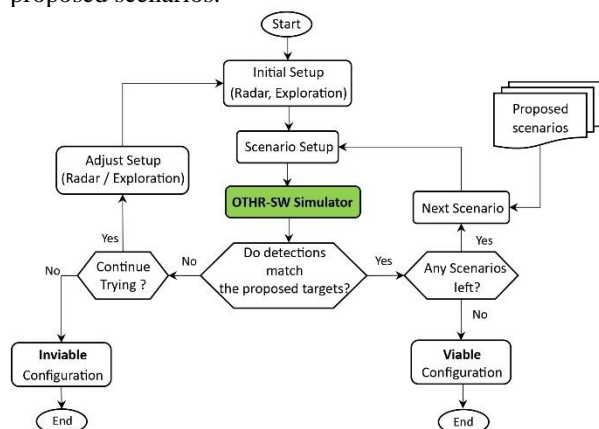 proposed scenarios.
Start
Initial Setup
(Radar, Exploration)
Proposed
scenarios
Adjust Setup
(Radar / Exploration)
Scenario Setup
OTHR-SW Simulator
Next Scenario
Yes
Yes
No
Continue
Trying ?
No
Do detections
match
the proposed targets?
Yes
Any Scenarios
left?
No
Inviable
Configuration
Viable
Configuration
End
End